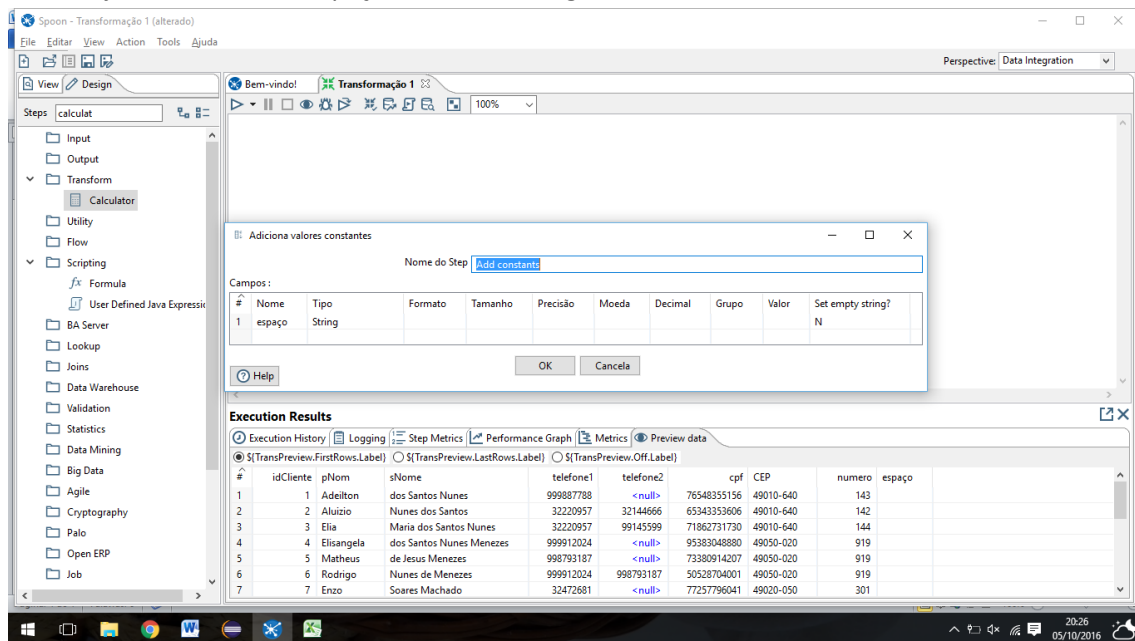 Spoon - Transformação 1 (alterado)
File Editar View Action Tools Ajuda
Perspective: Data Integration
View Design
Bem-vindo! Transformação 1
Steps calculat
100%
Input
Output
Transform
Calculator
Utility
Flow
Scripting
Formula
User Defined Java Expressic
BA Server
Lookup
Joins
Data Warehouse
Validation
Statistics
Data Mining
Big Data
Agile
Cryptography
Palo
Open ERP
Job
Adiciona valores constantes
Nome do Step Add constants
Campos :
# Nome Tipo Formato Tamanho Precisão Moeda Decimal Grupo Valor Set empty string?
1 espaço String N
OK Cancela
Help
Execution Results
Execution History Logging Step Metrics Performance Graph Metrics Preview data
${TransPreview.FirstRows.Label} ${TransPreview.LastRows.Label} ${TransPreview.Off.Label}
# idCliente pNom sNome telefone1 telefone2 cpf CEP numero espaço
1 1 Adeilton dos Santos Nunes 999887788 <null> 76548355156 49010-640 143
2 2 Aluizio Nunes dos Santos 32220957 32144666 65343353606 49010-640 142
3 3 Elia Maria dos Santos Nunes 32220957 99145599 71862731730 49010-640 144
4 4 Elisangela dos Santos Nunes Menezes 999912024 <null> 95383048880 49050-020 919
5 5 Matheus de Jesus Menezes 998793187 <null> 73380914207 49050-020 919
6 6 Rodrigo Nunes de Menezes 999912024 998793187 50528704001 49050-020 919
7 7 Enzo Soares Machado 32472681 <null> 77257796041 49020-050 301
20:26
05/10/2016